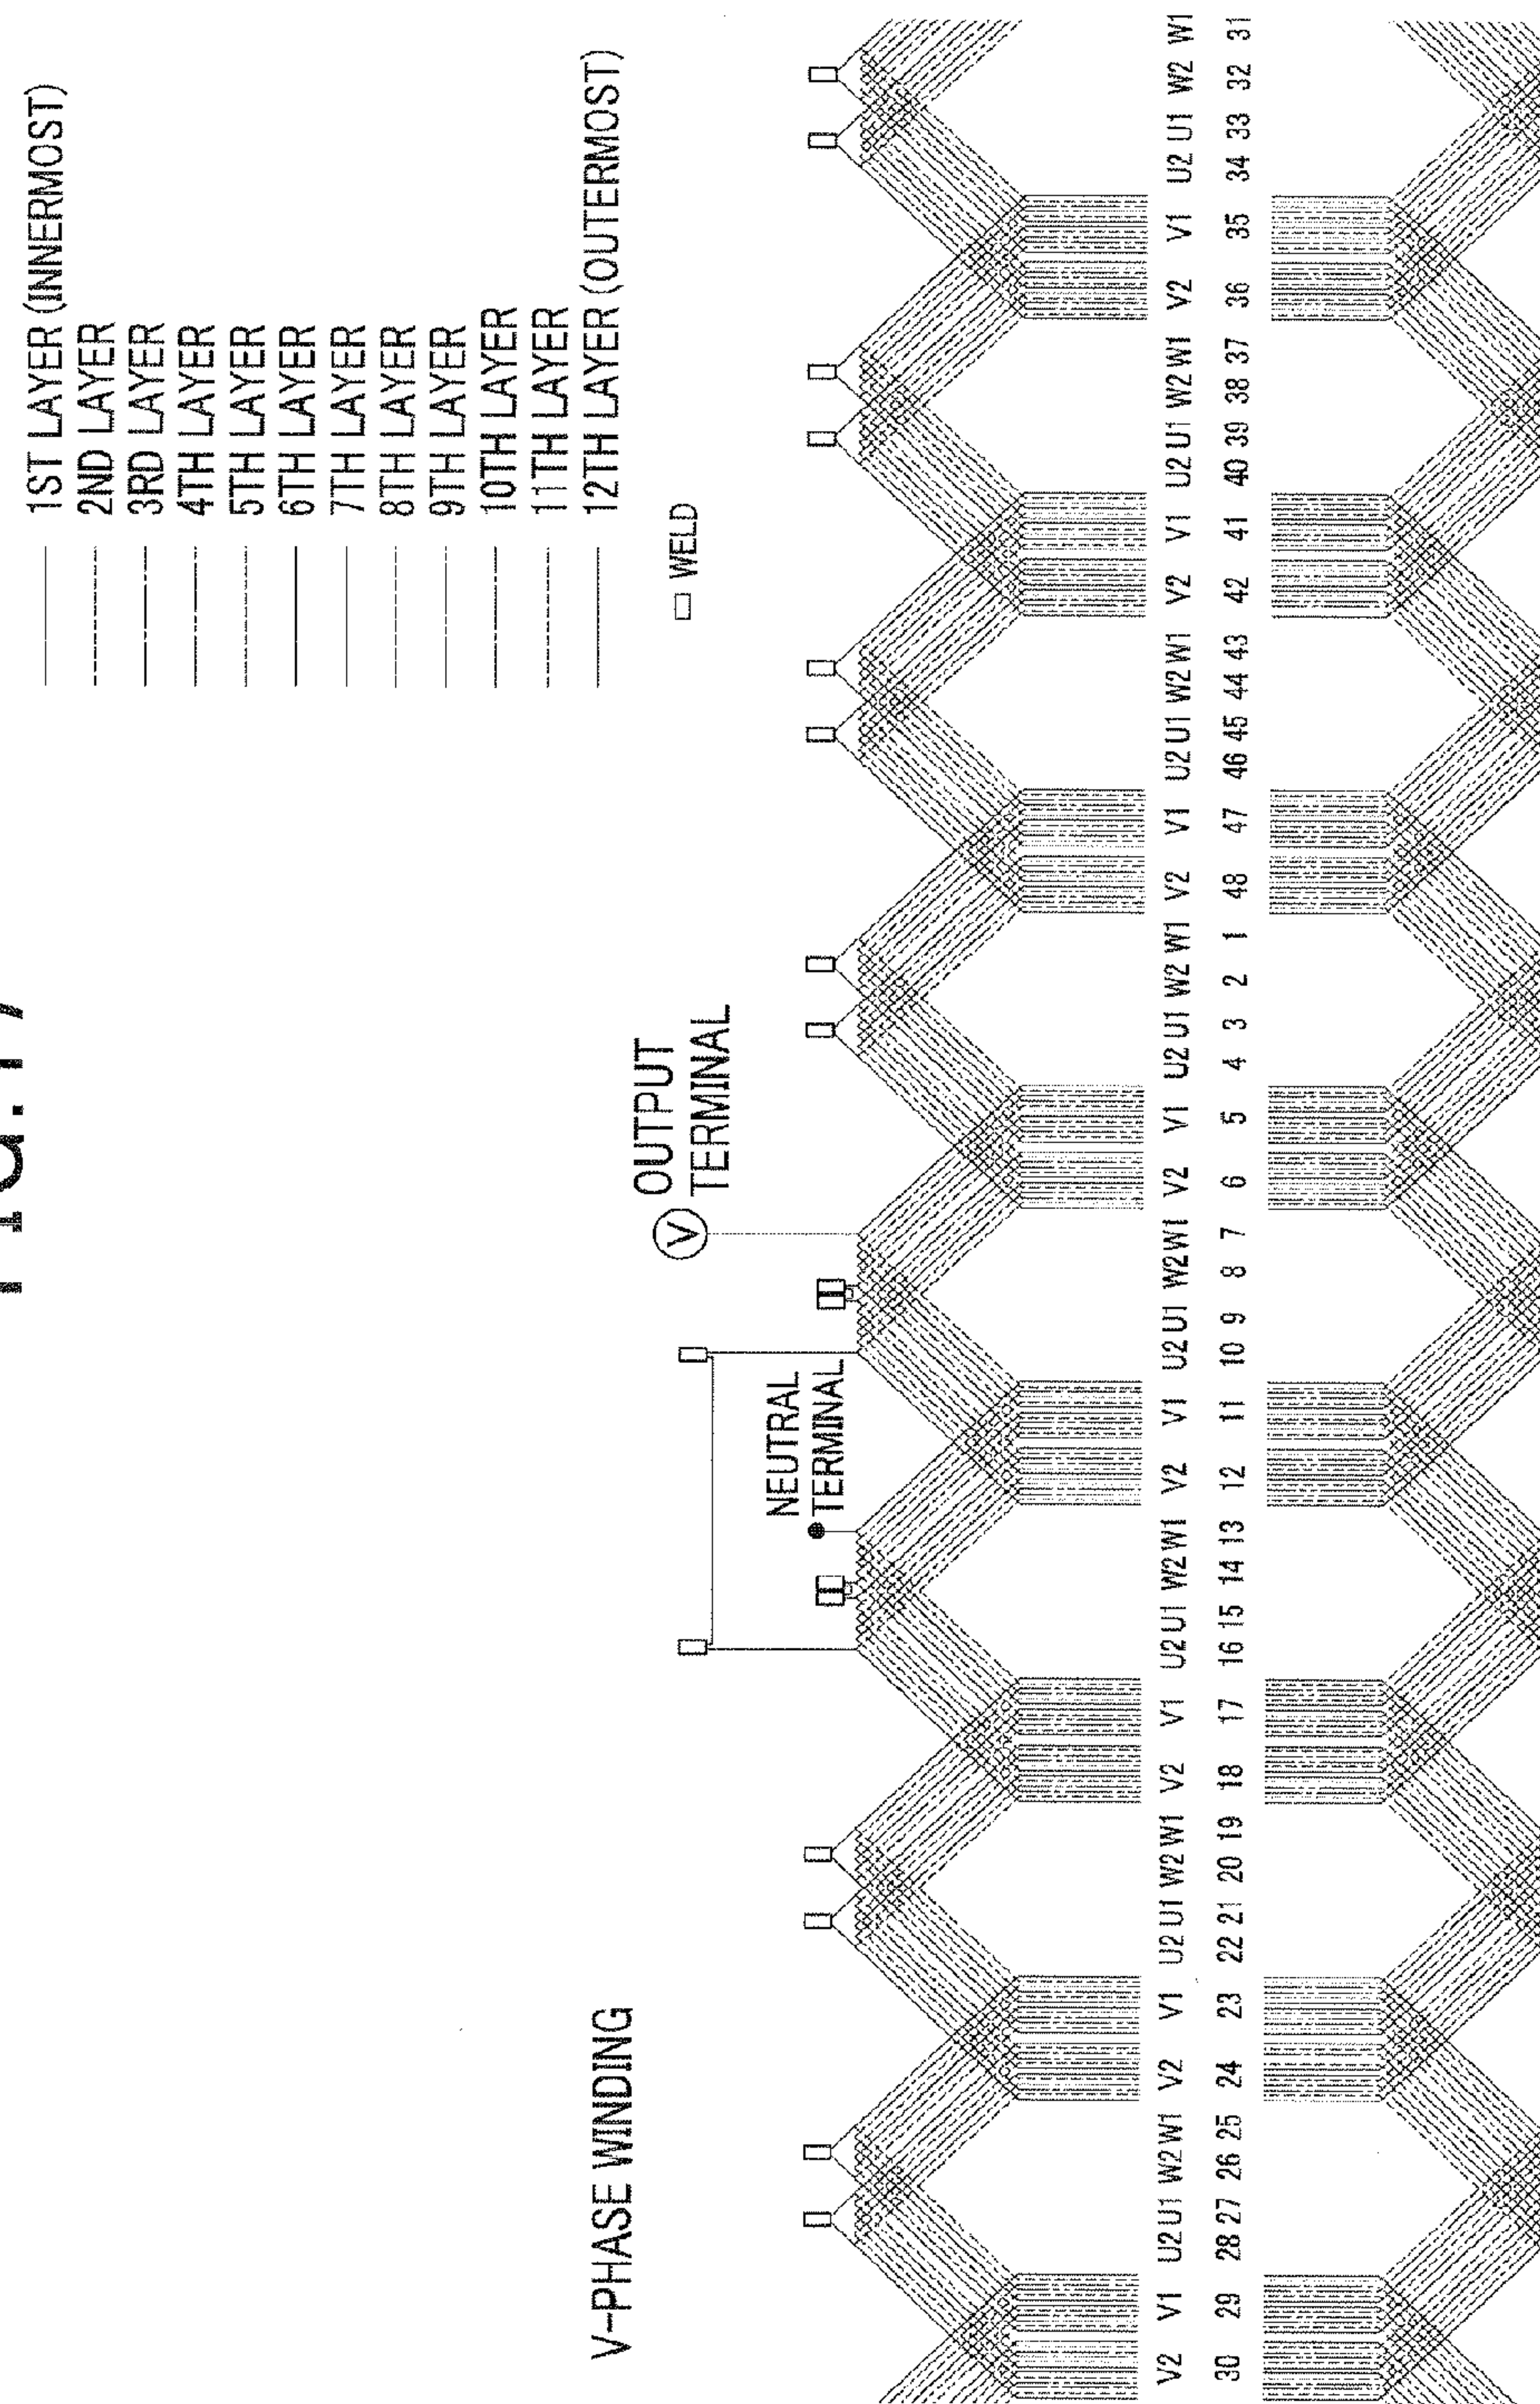 1ST LAYER (INNERMOST)
2ND LAYER
3RD LAYER
4TH LAYER
5TH LAYER
6TH LAYER
7TH LAYER
8TH LAYER
9TH LAYER
10TH LAYER
11TH LAYER
12TH LAYER (OUTERMOST)
WELD
V-PHASE WINDING
OUTPUT
TERMINAL
V
NEUTRAL
TERMINAL
V2 V1 U2 U1 W2 W1 V2 V1 U2 U1 W2 W1 V2 V1 U2 U1 W2 W1 V2 V1 U2 U1 W2 W1 V2 V1 U2 U1 W2 W1 V2 V1 U2 U1 W2 W1 V2 V1 U2 U1 W2 W1 V2 V1 U2 U1 W2 W1
30 29 28 27 26 25 24 23 22 21 20 19 18 17 16 15 14 13 12 11 10 9 8 7 6 5 4 3 2 1 48 47 46 45 44 43 42 41 40 39 38 37 36 35 34 33 32 31